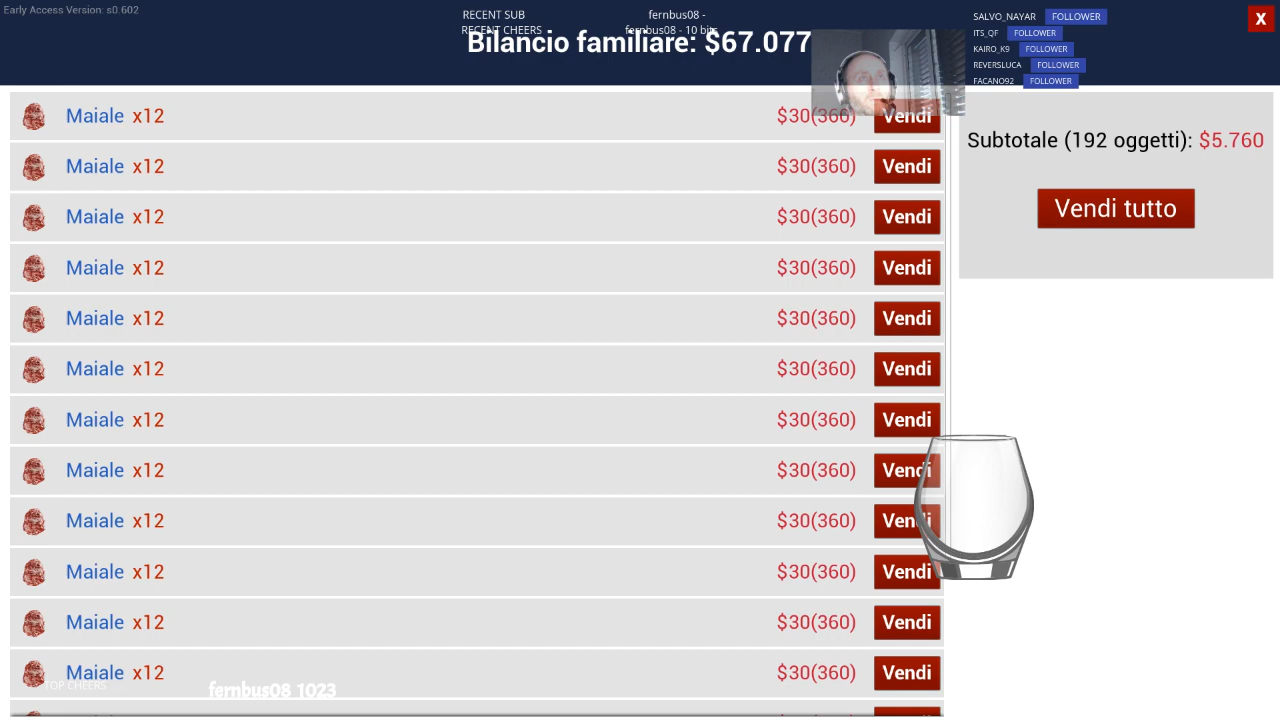 Early Access Version: s0.602
RECENT SUB
fernbus08 -
RECENT CHEERS
fernbus08 - 10 bits
Bilancio familiare: $67.077
SALVO_NAYAR FOLLOWER
ITS_QF FOLLOWER
KAIRO_K9 FOLLOWER
REVERSLUCA FOLLOWER
FACANO92 FOLLOWER
X
Maiale x12 $30(360) Vendi
Maiale x12 $30(360) Vendi
Maiale x12 $30(360) Vendi
Maiale x12 $30(360) Vendi
Maiale x12 $30(360) Vendi
Maiale x12 $30(360) Vendi
Maiale x12 $30(360) Vendi
Maiale x12 $30(360) Vendi
Maiale x12 $30(360) Vendi
Maiale x12 $30(360) Vendi
Maiale x12 $30(360) Vendi
Maiale x12 $30(360) Vendi
Subtotale (192 oggetti): $5.760
Vendi tutto
TOP CHEERS
fernbus08 1023